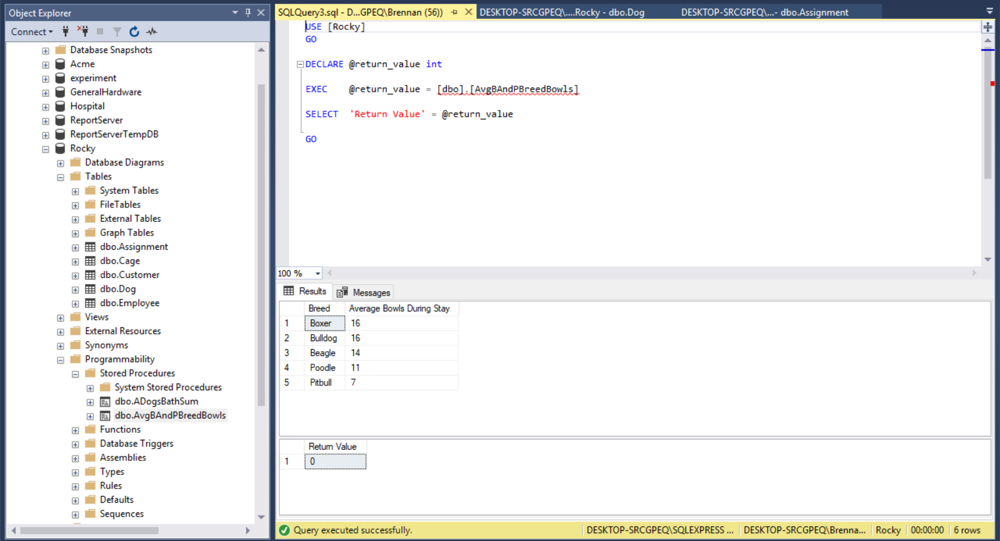 Object Explorer
Connect
Database Snapshots
Acme
experiment
GeneralHardware
Hospital
ReportServer
ReportServerTempDB
Rocky
Database Diagrams
Tables
System Tables
FileTables
External Tables
Graph Tables
dbo.Assignment
dbo.Cage
dbo.Customer
dbo.Dog
dbo.Employee
Views
External Resources
Synonyms
Programmability
Stored Procedures
System Stored Procedures
dbo.ADogsBathSum
dbo.AvgBAndPBreedBowls
Functions
Database Triggers
Assemblies
Types
Rules
Defaults
Sequences
SQLQuery3.sql - D...GPEQ\Brennan (56)) DESKTOP-SRCGPEQ\....Rocky - dbo.Dog DESKTOP-SRCGPEQ\...- dbo.Assignment
USE [Rocky]
GO
DECLARE @return_value int
EXEC @return_value = [dbo].[AvgBAndPBreedBowls]
SELECT 'Return Value' = @return_value
GO
100 %
Results Messages
Breed Average Bowls During Stay
1 Boxer 16
2 Bulldog 16
3 Beagle 14
4 Poodle 11
5 Pitbull 7
Return Value
1 0
Query executed successfully. DESKTOP-SRCGPEQ\SQLEXPRESS ... DESKTOP-SRCGPEQ\Brenna... Rocky 00:00:00 6 rows